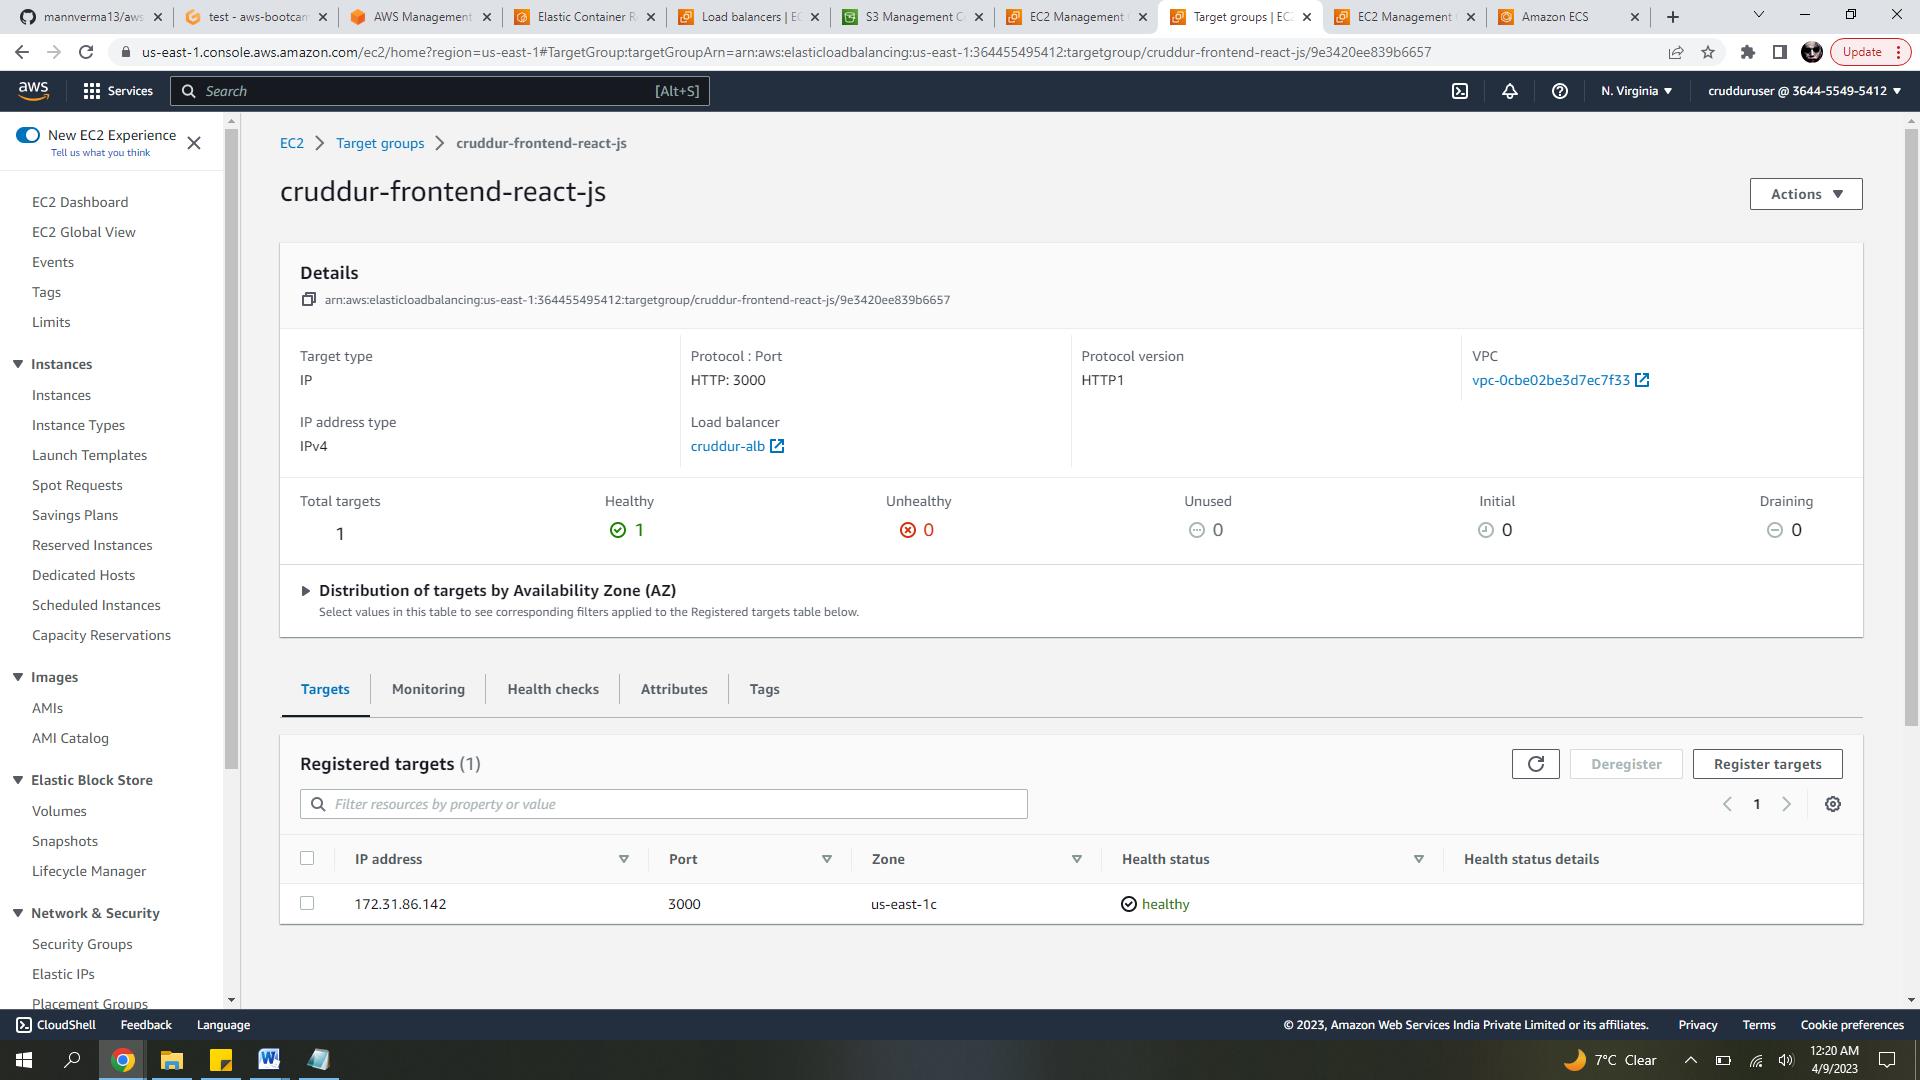 mannverma13/aws
test - aws-bootcam
AWS Management
Elastic Container R
Load balancers | EC
S3 Management C
EC2 Management
Target groups | EC2
EC2 Management
Amazon ECS
us-east-1.console.aws.amazon.com/ec2/home?region=us-east-1#TargetGroup:targetGroupArn=arn:aws:elasticloadbalancing:us-east-1:364455495412:targetgroup/cruddur-frontend-react-js/9e3420ee839b6657
Update
aws
Services
Search
[Alt+S]
N. Virginia
crudduruser @ 3644-5549-5412
New EC2 Experience
Tell us what you think
EC2 Dashboard
EC2 Global View
Events
Tags
Limits
Instances
Instances
Instance Types
Launch Templates
Spot Requests
Savings Plans
Reserved Instances
Dedicated Hosts
Scheduled Instances
Capacity Reservations
Images
AMIs
AMI Catalog
Elastic Block Store
Volumes
Snapshots
Lifecycle Manager
Network & Security
Security Groups
Elastic IPs
Placement Groups
EC2 > Target groups > cruddur-frontend-react-js
cruddur-frontend-react-js
Actions
Details
arn:aws:elasticloadbalancing:us-east-1:364455495412:targetgroup/cruddur-frontend-react-js/9e3420ee839b6657
Target type
IP
Protocol : Port
HTTP: 3000
Protocol version
HTTP1
VPC
vpc-0cbe02be3d7ec7f33
IP address type
IPv4
Load balancer
cruddur-alb
Total targets
1
Healthy
1
Unhealthy
0
Unused
0
Initial
0
Draining
0
Distribution of targets by Availability Zone (AZ)
Select values in this table to see corresponding filters applied to the Registered targets table below.
Targets
Monitoring
Health checks
Attributes
Tags
Registered targets (1)
Deregister
Register targets
Filter resources by property or value
1
IP address
Port
Zone
Health status
Health status details
172.31.86.142
3000
us-east-1c
healthy
CloudShell
Feedback
Language
© 2023, Amazon Web Services India Private Limited or its affiliates.
Privacy
Terms
Cookie preferences
7°C Clear
12:20 AM
4/9/2023